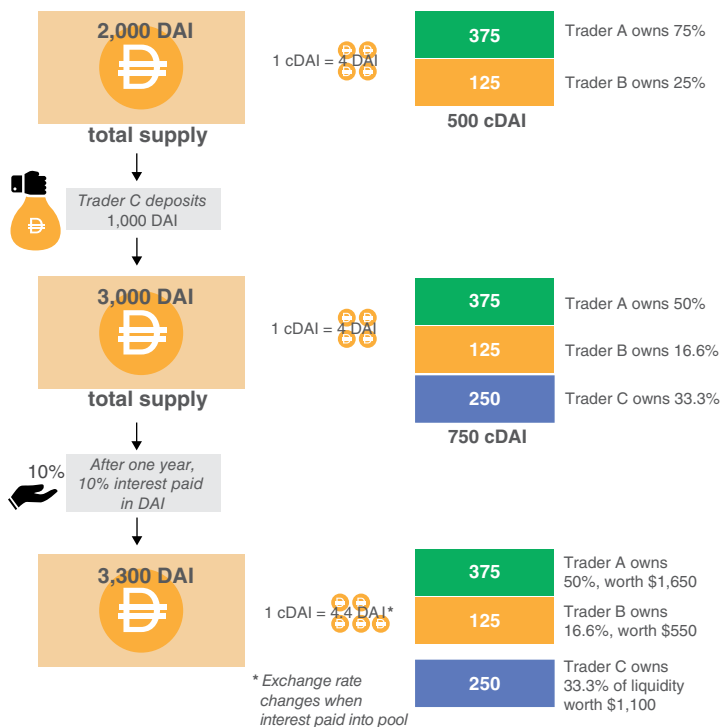 2,000 DAI
total supply
1 cDAI = 4 DAI
375
Trader A owns 75%
125
Trader B owns 25%
500 cDAI
Trader C deposits
1,000 DAI
3,000 DAI
total supply
1 cDAI = 4 DAI
375
Trader A owns 50%
125
Trader B owns 16.6%
250
Trader C owns 33.3%
750 cDAI
10%
After one year,
10% interest paid
in DAI
3,300 DAI
1 cDAI = 4.4 DAI*
* Exchange rate
changes when
interest paid into pool
375
Trader A owns
50%, worth $1,650
125
Trader B owns
16.6%, worth $550
250
Trader C owns
33.3% of liquidity
worth $1,100